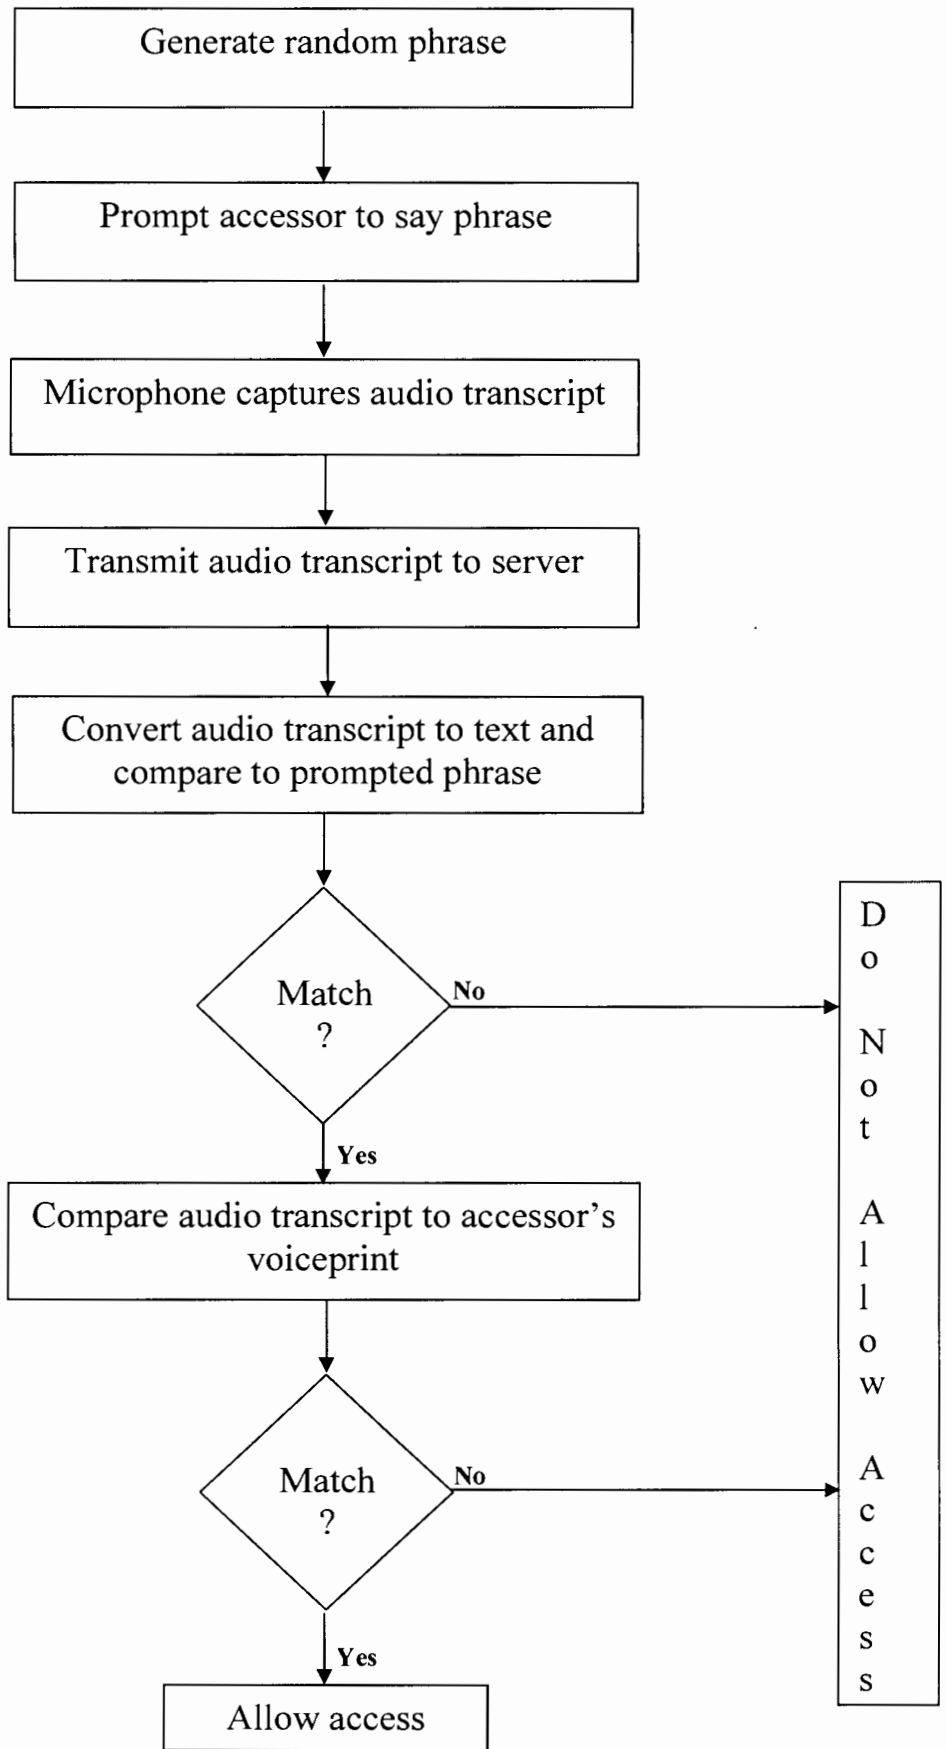 Generate random phrase
Prompt accessor to say phrase
Microphone captures audio transcript
Transmit audio transcript to server
Convert audio transcript to text and
compare to prompted phrase
Match
?
No
Yes
Compare audio transcript to accessor's
voiceprint
Match
?
No
Yes
Allow access
D
o
N
o
t
A
l
l
o
w
A
c
c
e
s
s